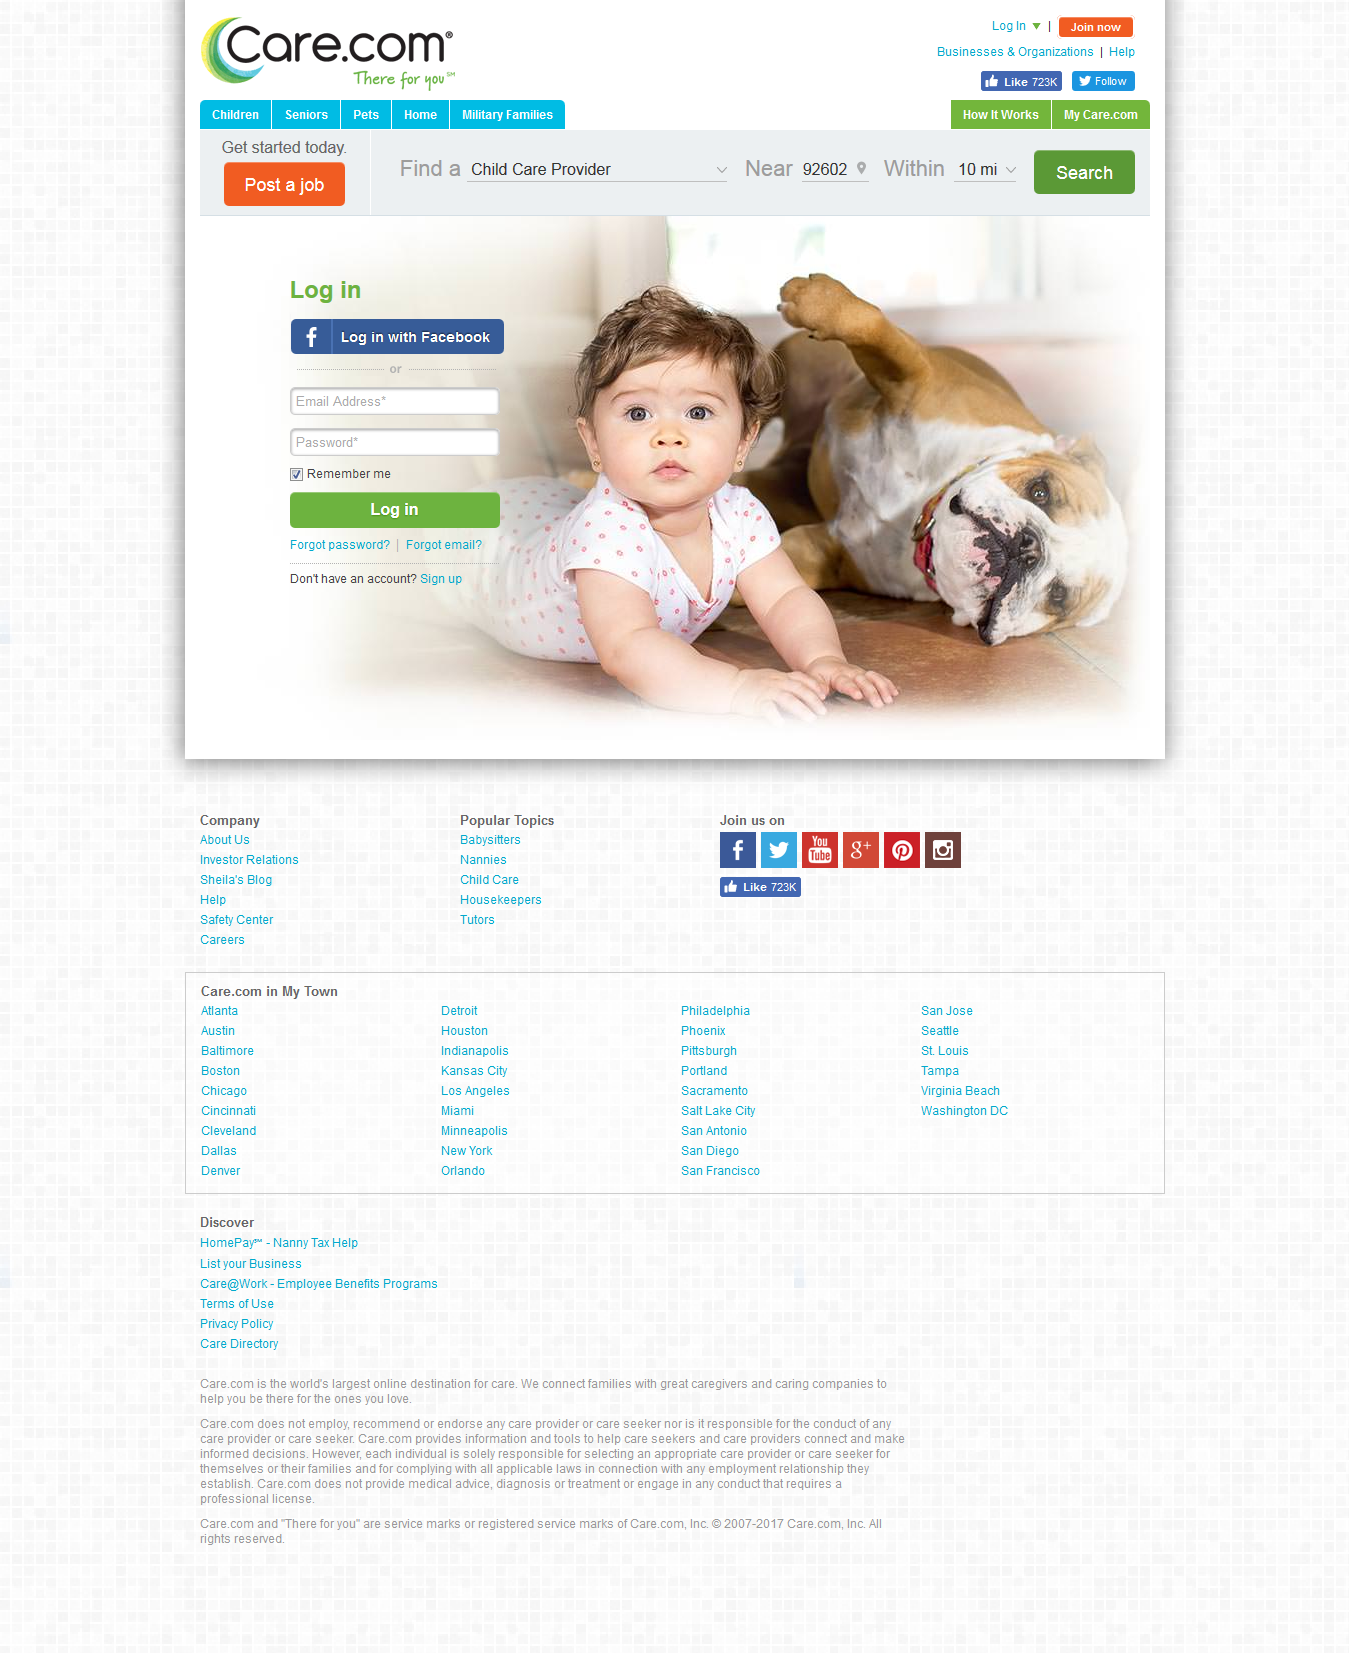 Care.com®
There for you℠
Log In | Join now
Businesses & Organizations | Help
Like 723K
Follow
Children
Seniors
Pets
Home
Military Families
How It Works
My Care.com
Get started today.
Post a job
Find a Child Care Provider Near 92602 Within 10 mi
Search
Log in
f Log in with Facebook
or
Email Address*
Password*
Remember me
Log in
Forgot password? | Forgot email?
Don't have an account? Sign up
Company
About Us
Investor Relations
Sheila's Blog
Help
Safety Center
Careers
Popular Topics
Babysitters
Nannies
Child Care
Housekeepers
Tutors
Join us on
f
You Tube
g+
Like 723K
Care.com in My Town
Atlanta
Austin
Baltimore
Boston
Chicago
Cincinnati
Cleveland
Dallas
Denver
Detroit
Houston
Indianapolis
Kansas City
Los Angeles
Miami
Minneapolis
New York
Orlando
Philadelphia
Phoenix
Pittsburgh
Portland
Sacramento
Salt Lake City
San Antonio
San Diego
San Francisco
San Jose
Seattle
St. Louis
Tampa
Virginia Beach
Washington DC
Discover
HomePay℠ - Nanny Tax Help
List your Business
Care@Work - Employee Benefits Programs
Terms of Use
Privacy Policy
Care Directory
Care.com is the world's largest online destination for care. We connect families with great caregivers and caring companies to
help you be there for the ones you love.
Care.com does not employ, recommend or endorse any care provider or care seeker nor is it responsible for the conduct of any
care provider or care seeker. Care.com provides information and tools to help care seekers and care providers connect and make
informed decisions. However, each individual is solely responsible for selecting an appropriate care provider or care seeker for
themselves or their families and for complying with all applicable laws in connection with any employment relationship they
establish. Care.com does not provide medical advice, diagnosis or treatment or engage in any conduct that requires a
professional license.
Care.com and "There for you" are service marks or registered service marks of Care.com, Inc. © 2007-2017 Care.com, Inc. All
rights reserved.